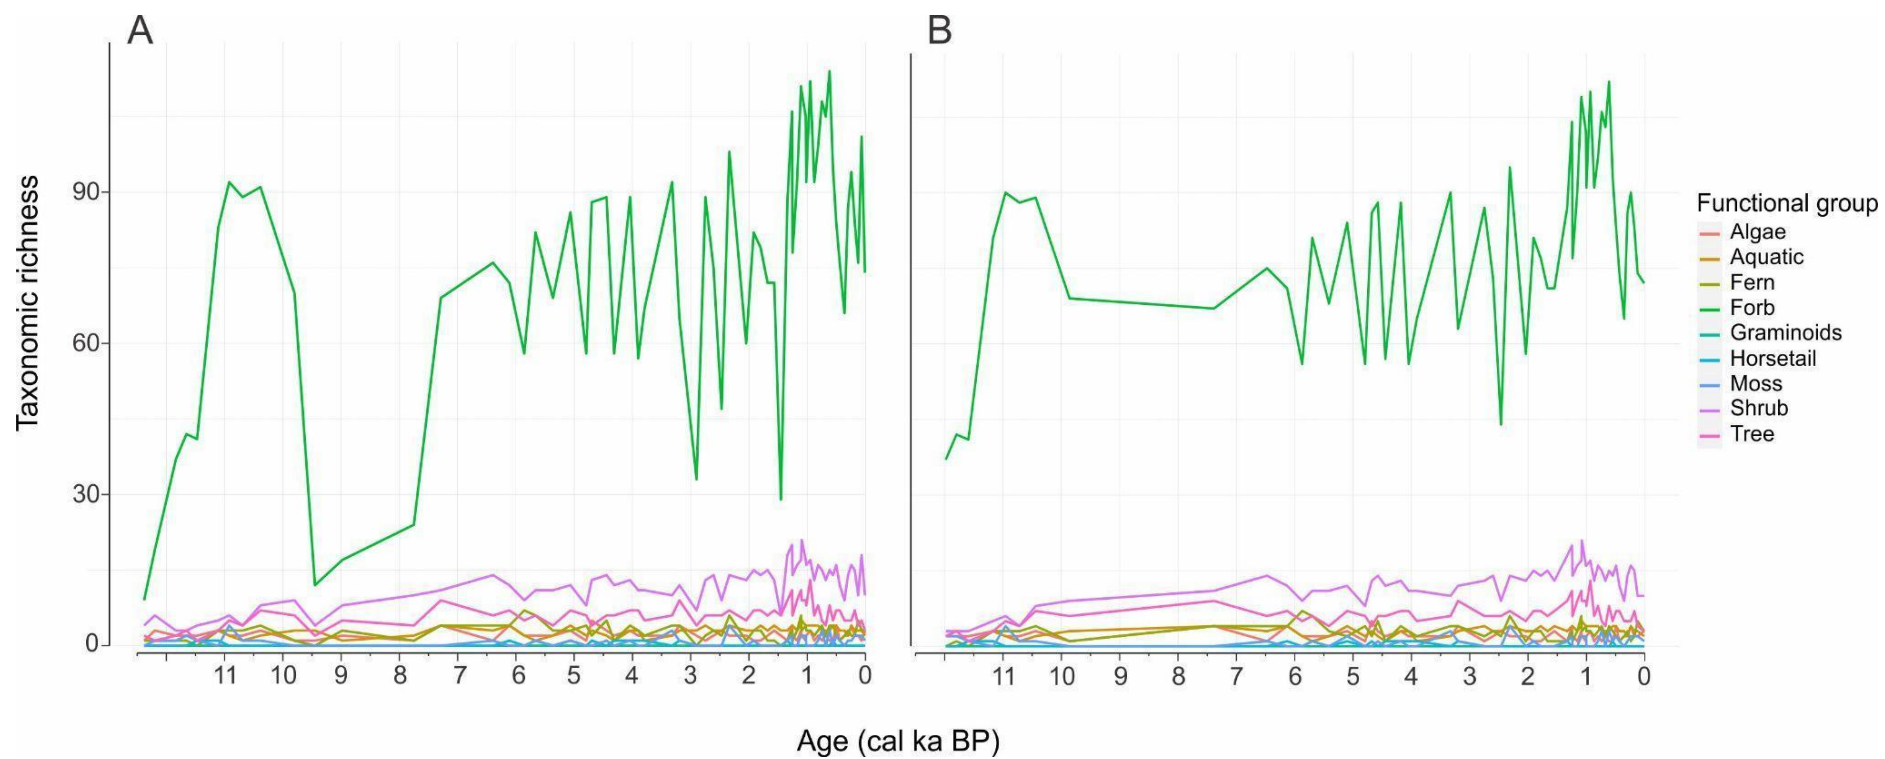 A
B
Taxonomic richness
90
60
30
0
11 10 9 8 7 6 5 4 3 2 1 0
11 10 9 8 7 6 5 4 3 2 1 0
Age (cal ka BP)
Functional group
Algae
Aquatic
Fern
Forb
Graminoids
Horsetail
Moss
Shrub
Tree